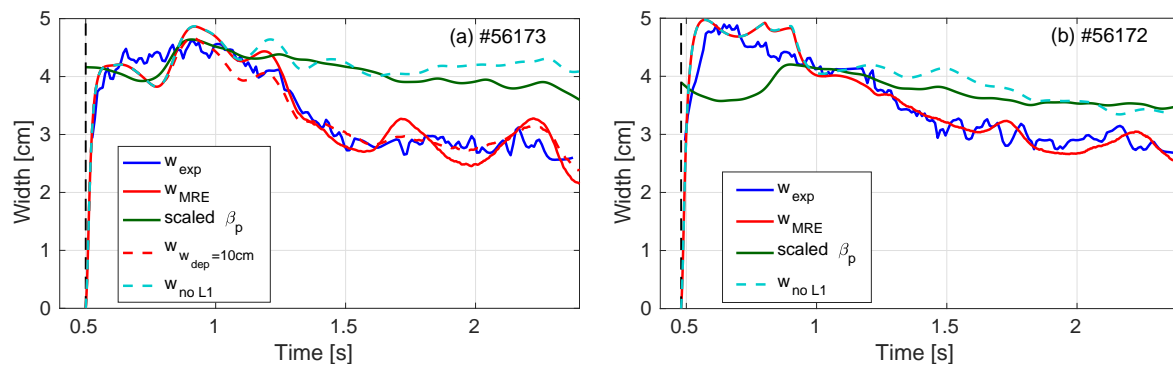 (a) #56173
Width [cm]
5
4
3
2
1
0
w_exp
w_MRE
scaled β_p
w_w_dep=10cm
w_no L1
0.5
1
1.5
2
Time [s]
(b) #56172
Width [cm]
5
4
3
2
1
0
w_exp
w_MRE
scaled β_p
w_no L1
0.5
1
1.5
2
Time [s]